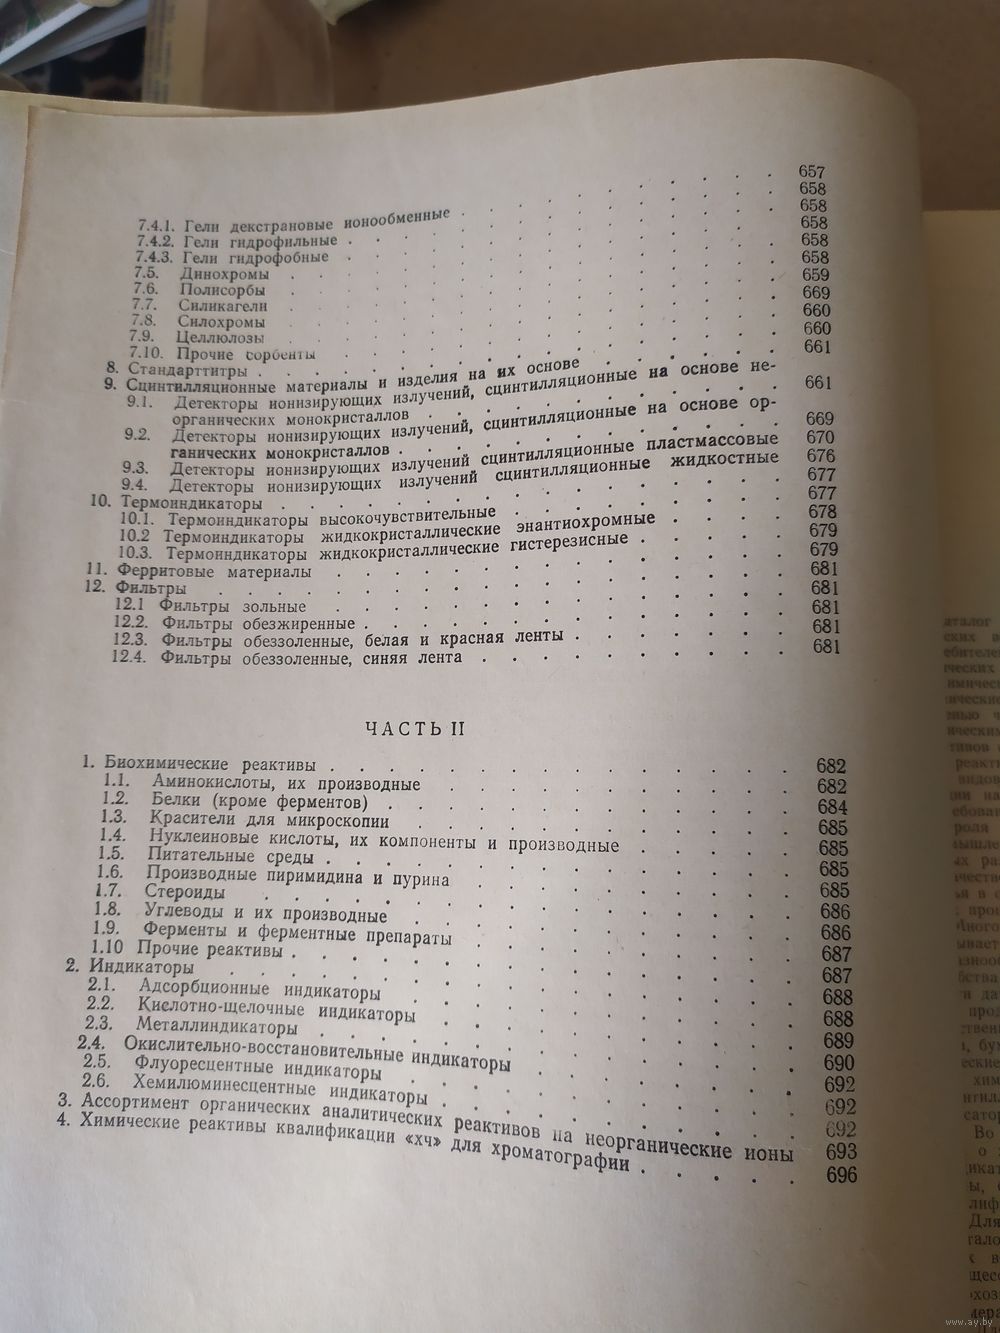 7.4.1. Гели декстрановые ионообменные . . . . . 657
7.4.2. Гели гидрофильные . . . . . 658
7.4.3. Гели гидрофобные . . . . . 658
7.5. Динохромы . . . . . 658
7.6. Полисорбы . . . . . 658
7.7. Силикагели . . . . . 658
7.8. Силохромы . . . . . 659
7.9. Целлюлозы . . . . . 669
7.10. Прочие сорбенты . . . . . 660
8. Стандарттитры . . . . . 660
9. Сцинтилляционные материалы и изделия на их основе . . . . . 661
9.1. Детекторы ионизирующих излучений, сцинтилляционные на основе не-
органических монокристаллов . . . . . 661
9.2. Детекторы ионизирующих излучений, сцинтилляционные на основе ор-
ганических монокристаллов . . . . . 669
9.3. Детекторы ионизирующих излучений сцинтилляционные пластмассовые 670
9.4. Детекторы ионизирующих излучений сцинтилляционные жидкостные 676
10. Термоиндикаторы . . . . . 677
10.1. Термоиндикаторы высокочувствительные . . . . . 677
10.2 Термоиндикаторы жидкокристаллические энантиохромные . . . . . 678
10.3. Термоиндикаторы жидкокристаллические гистерезисные . . . . . 679
11. Ферритовые материалы . . . . . 679
12. Фильтры . . . . . 681
12.1 Фильтры зольные . . . . . 681
12.2. Фильтры обезжиренные . . . . . 681
12.3. Фильтры обеззоленные, белая и красная ленты . . . . . 681
12.4. Фильтры обеззоленные, синяя лента . . . . . 681
ЧАСТЬ II
1. Биохимические реактивы . . . . . 682
1.1. Аминокислоты, их производные . . . . . 682
1.2. Белки (кроме ферментов) . . . . . 684
1.3. Красители для микроскопии . . . . . 685
1.4. Нуклеиновые кислоты, их компоненты и производные . . . . . 685
1.5. Питательные среды . . . . . 685
1.6. Производные пиримидина и пурина . . . . . 685
1.7. Стероиды . . . . . 686
1.8. Углеводы и их производные . . . . . 686
1.9. Ферменты и ферментные препараты . . . . . 687
1.10 Прочие реактивы . . . . . 687
2. Индикаторы . . . . . 688
2.1. Адсорбционные индикаторы . . . . . 688
2.2. Кислотно-щелочные индикаторы . . . . . 689
2.3. Металлиндикаторы . . . . . 690
2.4. Окислительно-восстановительные индикаторы . . . . . 692
2.5. Флуоресцентные индикаторы . . . . . 692
2.6. Хемилюминесцентные индикаторы . . . . . 692
3. Ассортимент органических аналитических реактивов на неорганические ионы 693
4. Химические реактивы квалификации «хч» для хроматографии . . . . . 696
www.ay.by